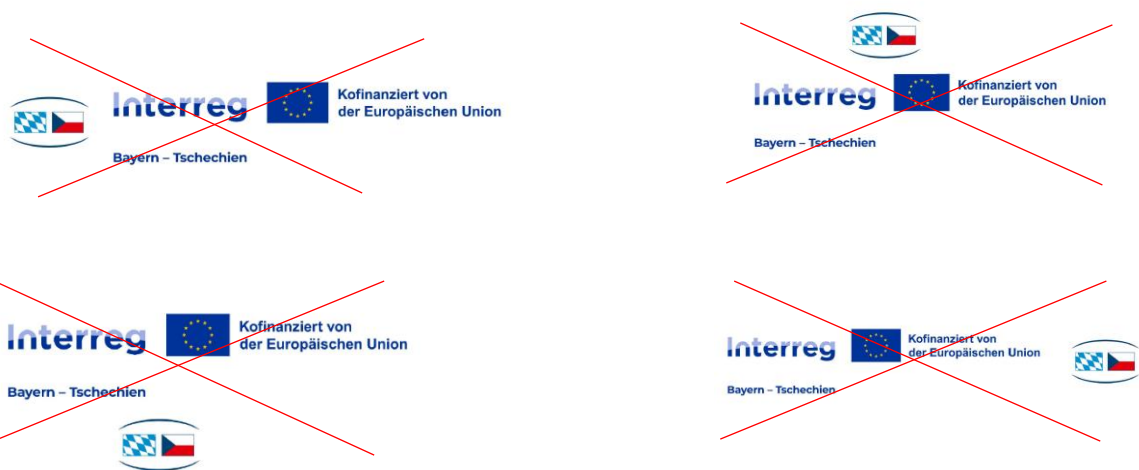 Interreg
Kofinanziert von
der Europäischen Union
Bayern – Tschechien
Interreg
Kofinanziert von
der Europäischen Union
Bayern – Tschechien
Interreg
Kofinanziert von
der Europäischen Union
Bayern – Tschechien
Interreg
Kofinanziert von
der Europäischen Union
Bayern – Tschechien